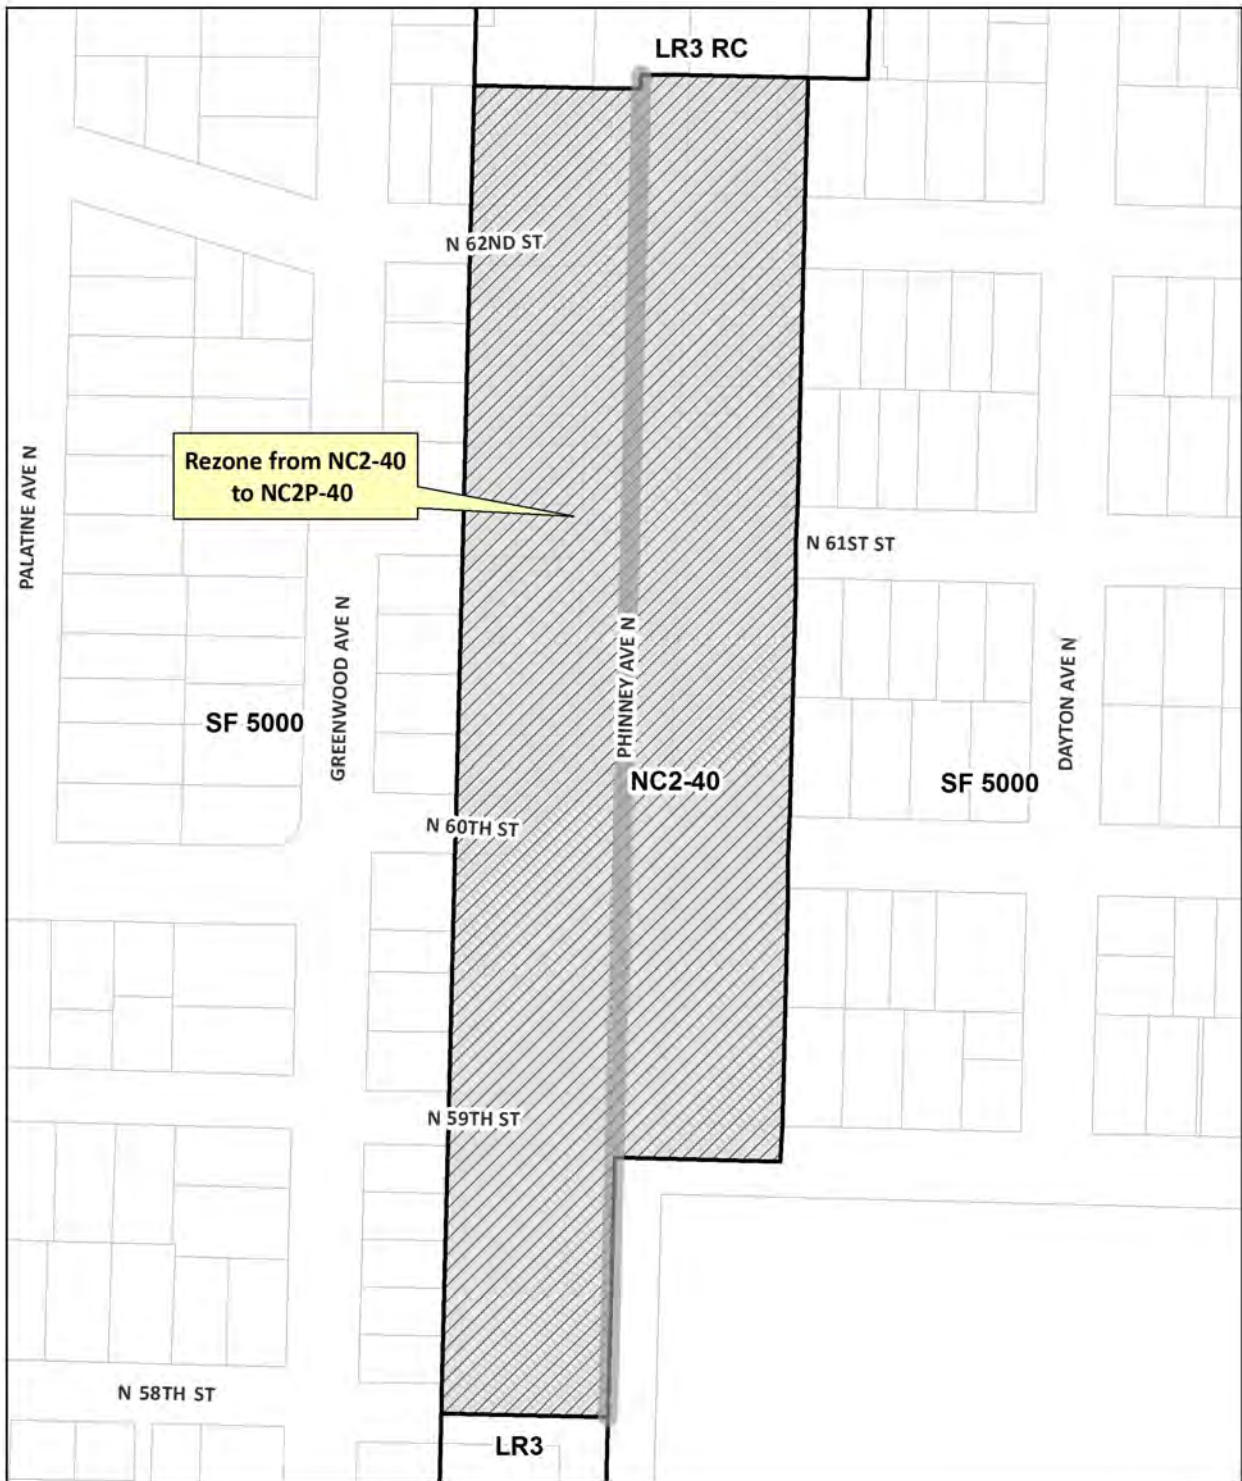 LR3 RC
N 62ND ST
Rezone from NC2-40
to NC2P-40
PALATINE AVE N
N 61ST ST
GREENWOOD AVE N
PHINNEY AVE N
DAYTON AVE N
SF 5000
NC2-40
SF 5000
N 60TH ST
N 59TH ST
N 58TH ST
LR3